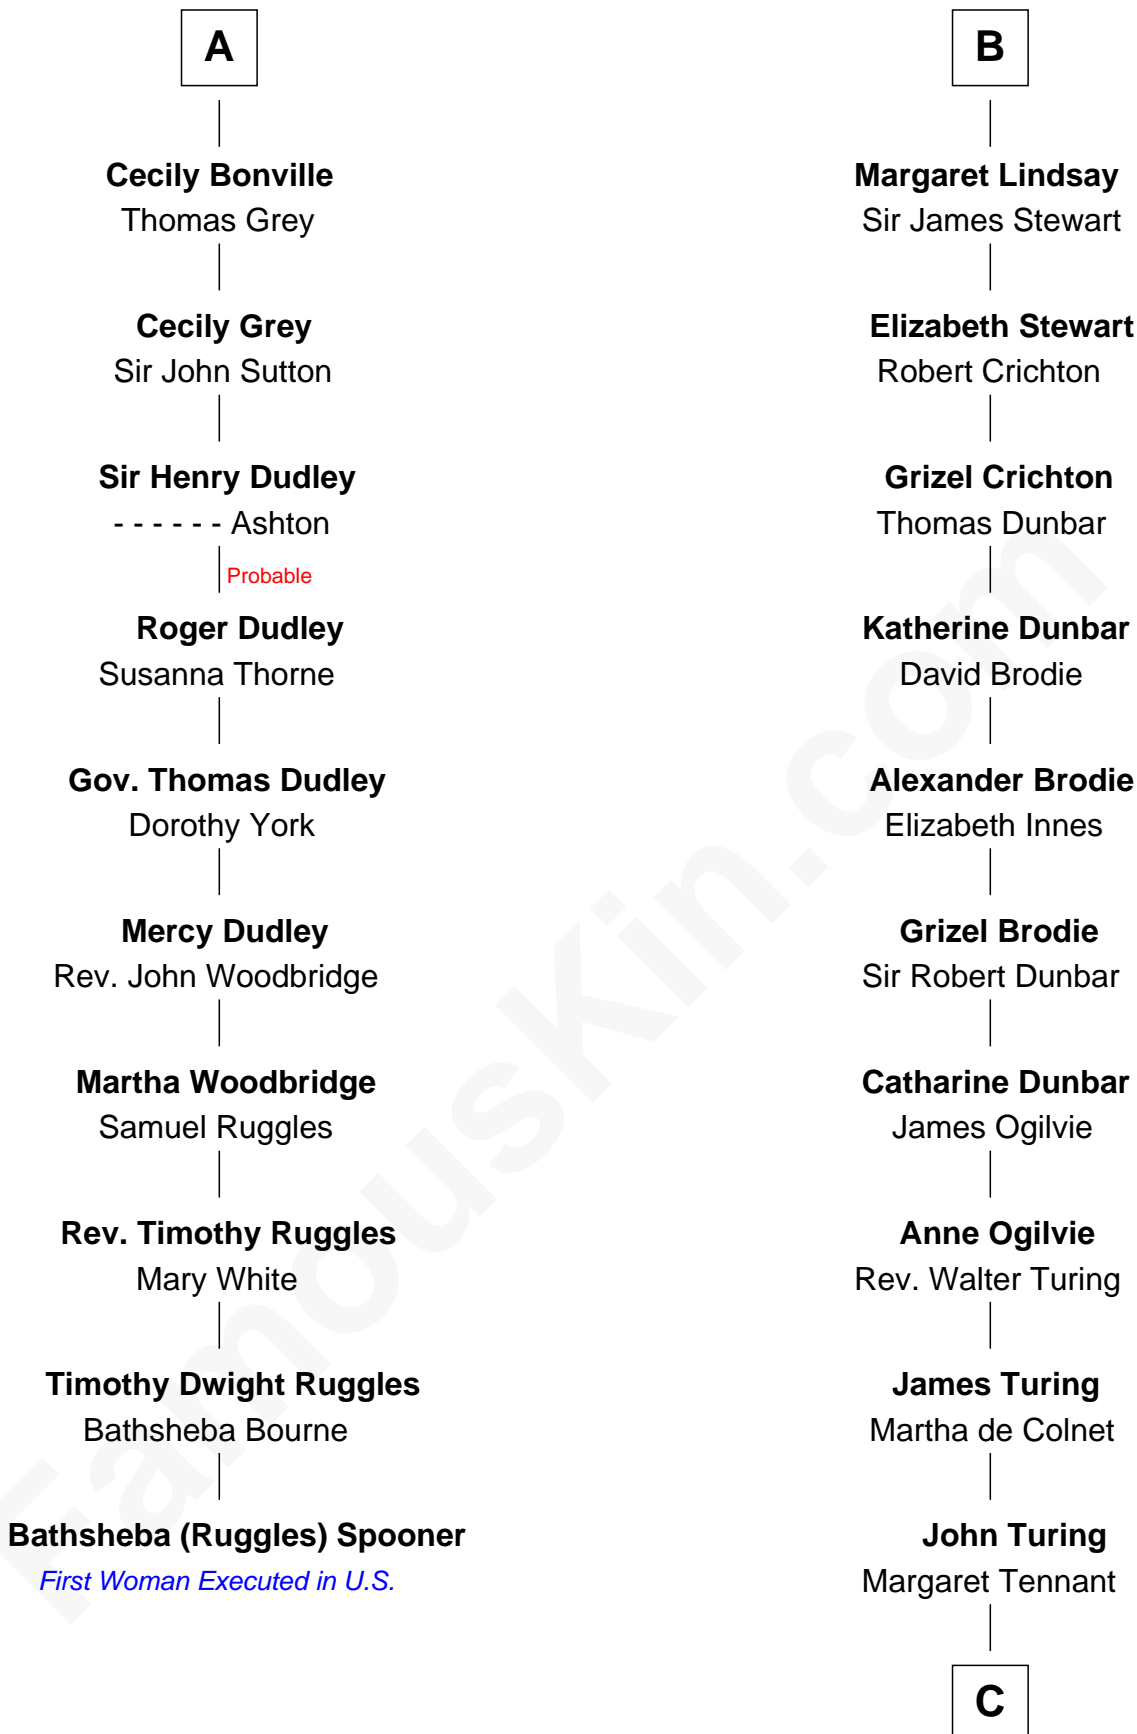 A
Cecily Bonville
Thomas Grey
Cecily Grey
Sir John Sutton
Sir Henry Dudley
- - - - - - Ashton
Probable
Roger Dudley
Susanna Thorne
Gov. Thomas Dudley
Dorothy York
Mercy Dudley
Rev. John Woodbridge
Martha Woodbridge
Samuel Ruggles
Rev. Timothy Ruggles
Mary White
Timothy Dwight Ruggles
Bathsheba Bourne
Bathsheba (Ruggles) Spooner
First Woman Executed in U.S.
B
Margaret Lindsay
Sir James Stewart
Elizabeth Stewart
Robert Crichton
Grizel Crichton
Thomas Dunbar
Katherine Dunbar
David Brodie
Alexander Brodie
Elizabeth Innes
Grizel Brodie
Sir Robert Dunbar
Catharine Dunbar
James Ogilvie
Anne Ogilvie
Rev. Walter Turing
James Turing
Martha de Colnet
John Turing
Margaret Tennant
C
FamousKin.com